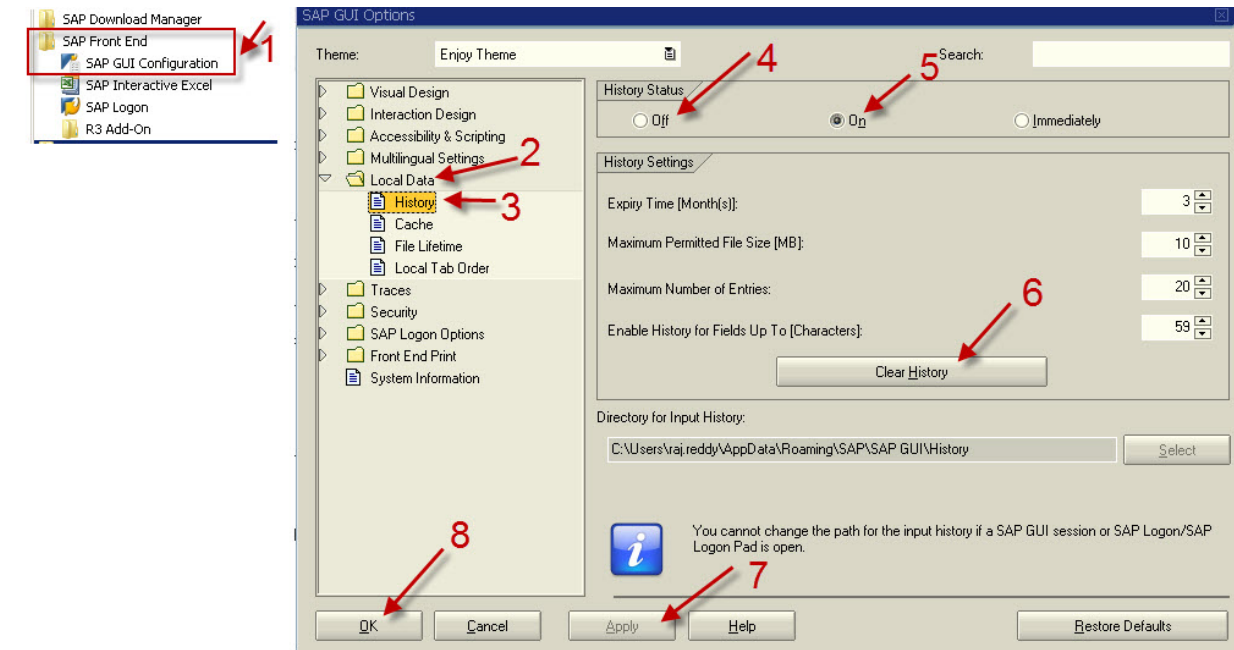 SAP Download Manager
SAP Front End
1
SAP GUI Configuration
SAP Interactive Excel
SAP Logon
R3 Add-On
SAP GUI Options
Theme: Enjoy Theme
Search:
Visual Design
Interaction Design
Accessibility & Scripting
Multilingual Settings
2
Local Data
History
3
Cache
File Lifetime
Local Tab Order
Traces
Security
SAP Logon Options
Front End Print
System Information
History Status
4
5
Off On Immediately
History Settings
Expiry Time [Month(s)]: 3
Maximum Permitted File Size [MB]: 10
Maximum Number of Entries: 20
6
Enable History for Fields Up To [Characters]: 59
Clear History
Directory for Input History:
C:\Users\raj.reddy\AppData\Roaming\SAP\SAP GUI\History Select
You cannot change the path for the input history if a SAP GUI session or SAP Logon/SAP
Logon Pad is open.
8
7
OK Cancel Apply Help Restore Defaults